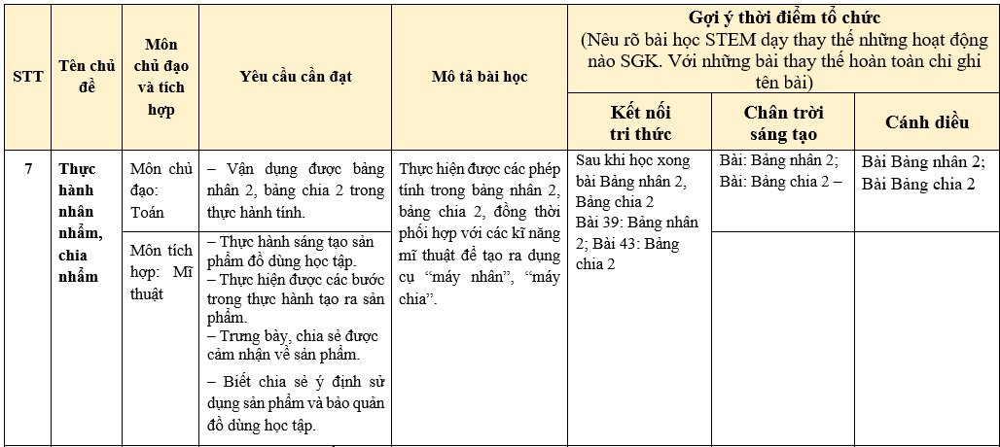 STT
Tên chủ
đề
Môn
chủ đạo
và tích
hợp
Yêu cầu cần đạt
Mô tả bài học
Gợi ý thời điểm tổ chức
(Nêu rõ bài học STEM dạy thay thế những hoạt động
nào SGK. Với những bài thay thế hoàn toàn chỉ ghi
tên bài)
Kết nối
tri thức
Chân trời
sáng tạo
Cánh diều
7
Thực
hành
nhân
nhẩm,
chia
nhẩm
Môn chủ
đạo:
Toán
– Vận dụng được bảng
nhân 2, bảng chia 2 trong
thực hành tính.
Môn tích
hợp: Mĩ
thuật
– Thực hành sáng tạo sản
phẩm đồ dùng học tập.
– Thực hiện được các bước
trong thực hành tạo ra sản
phẩm.
– Trưng bày, chia sẻ được
cảm nhận về sản phẩm.
– Biết chia sẻ ý định sử
dụng sản phẩm và bảo quản
đồ dùng học tập.
Thực hiện được các phép
tính trong bảng nhân 2,
bảng chia 2, đồng thời
phối hợp với các kĩ năng
mĩ thuật để tạo ra dụng
cụ “máy nhân”, “máy
chia”.
Sau khi học xong
bài Bảng nhân 2,
Bảng chia 2
Bài 39: Bảng nhân
2; Bài 43: Bảng
chia 2
Bài: Bảng nhân 2;
Bài: Bảng chia 2 –
Bài Bảng nhân 2;
Bài Bảng chia 2